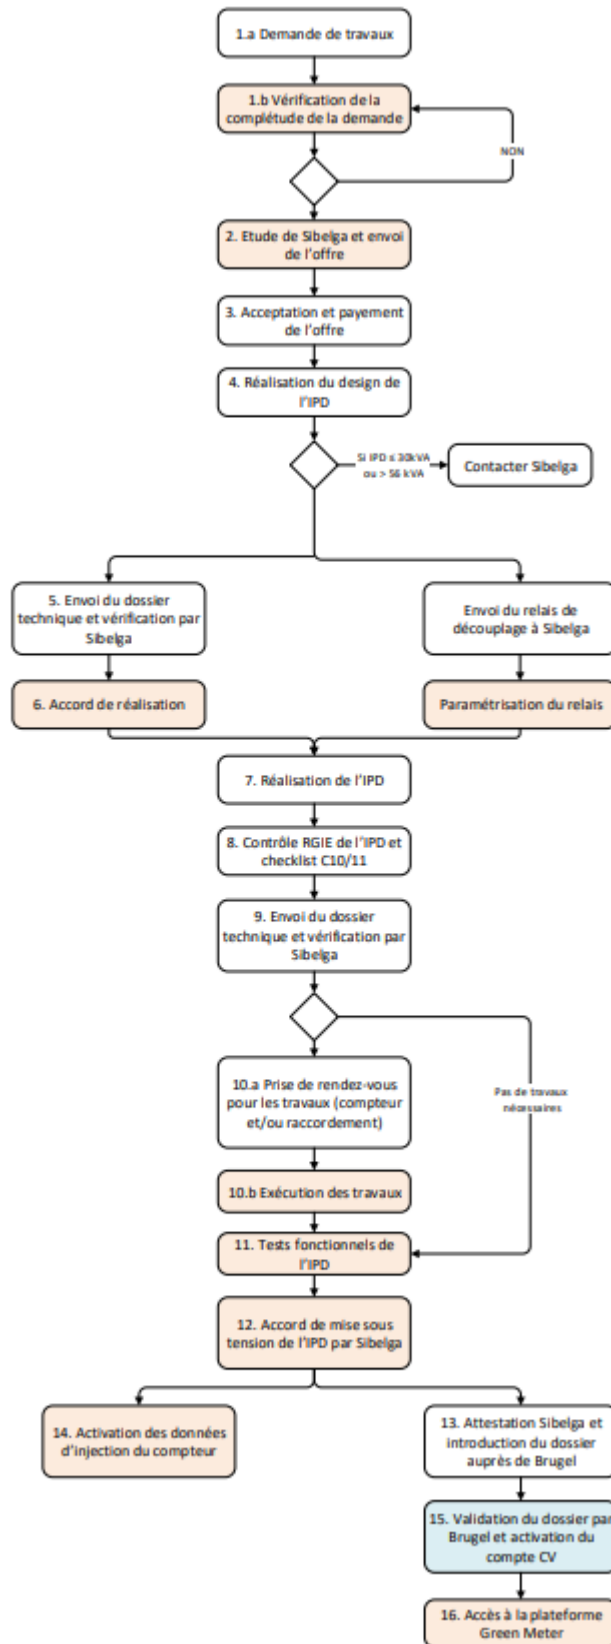 1.a Demande de travaux
1.b Vérification de la
complétude de la demande
NON
2. Etude de Sibelga et envoi
de l'offre
3. Acceptation et payement
de l'offre
4. Réalisation du design de
l'IPD
Si IPD ≤ 30kVA
ou > 56 kVA
Contacter Sibelga
5. Envoi du dossier
technique et vérification par
Sibelga
Envoi du relais de
découplage à Sibelga
6. Accord de réalisation
Paramétrisation du relais
7. Réalisation de l'IPD
8. Contrôle RGIE de l'IPD et
checklist C10/11
9. Envoi du dossier
technique et vérification par
Sibelga
10.a Prise de rendez-vous
pour les travaux (compteur
et/ou raccordement)
Pas de travaux
nécessaires
10.b Exécution des travaux
11. Tests fonctionnels de
l'IPD
12. Accord de mise sous
tension de l'IPD par Sibelga
14. Activation des données
d'injection du compteur
13. Attestation Sibelga et
introduction du dossier
auprès de Brugel
15. Validation du dossier par
Brugel et activation du
compte CV
16. Accès à la plateforme
Green Meter